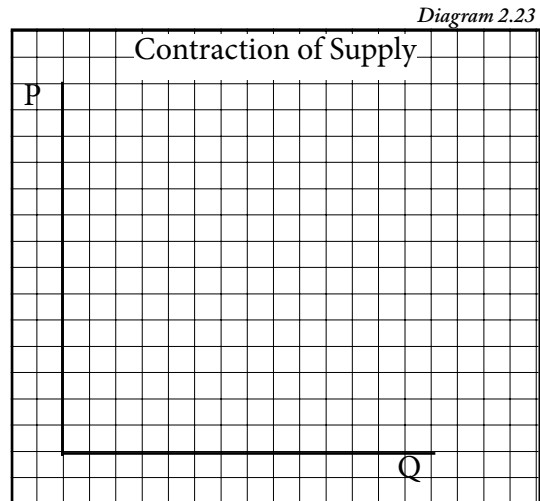 Diagram 2.23
Contraction of Supply
P
Q